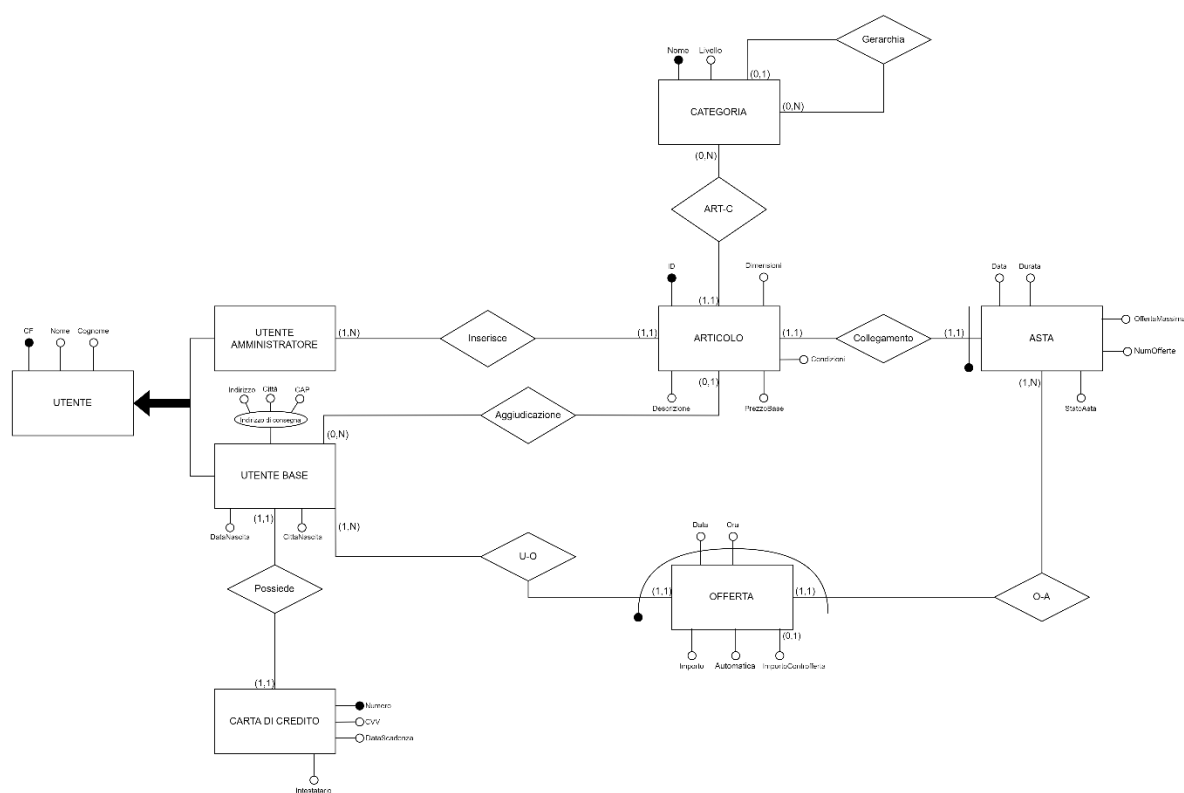 Gerarchia
Nome
Livello
(0,1)
CATEGORIA
(0,N)
(0,N)
ART-C
ID
Dimensioni
Data
Durata
(1,1)
CF
Nome
Cognome
UTENTE
AMMINISTRATORE
(1,N)
Inserisce
(1,1)
ARTICOLO
(1,1)
Collegamento
(1,1)
ASTA
OffertaMassima
NumOfferte
Condizioni
(0,1)
(1,N)
UTENTE
Indirizzo
Città
CAP
Indirizzo di consegna
Aggiudicazione
Descrizione
PrezzoBase
StatoAsta
(0,N)
UTENTE BASE
(1,1)
(1,N)
DataNascita
CittàNascita
Data
Ora
U-O
Possiede
(1,1)
OFFERTA
(1,1)
O-A
(0,1)
Importo
Automatica
ImportoControfferta
(1,1)
CARTA DI CREDITO
Numero
CVV
DataScadenza
Intestatario